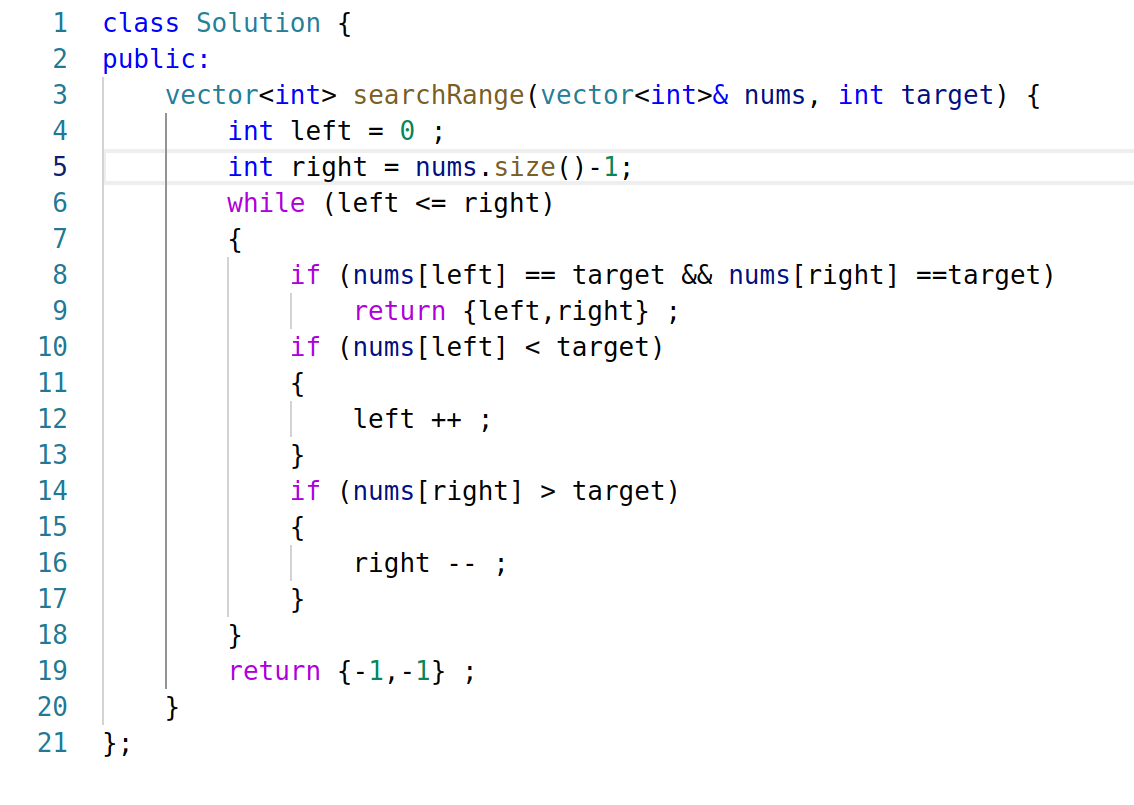 1 class Solution {
2 public:
3     vector<int> searchRange(vector<int>& nums, int target) {
4         int left = 0 ;
5         int right = nums.size()-1;
6         while (left <= right)
7         {
8             if (nums[left] == target && nums[right] ==target)
9                 return {left,right} ;
10             if (nums[left] < target)
11             {
12                 left ++ ;
13             }
14             if (nums[right] > target)
15             {
16                 right -- ;
17             }
18         }
19         return {-1,-1} ;
20     }
21 };